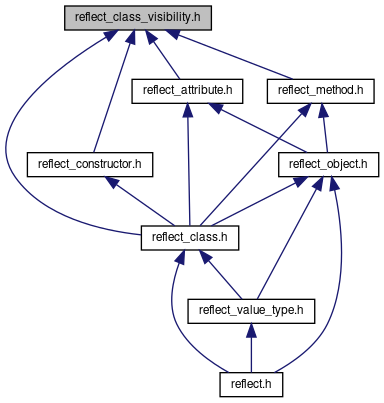 reflect_class_visibility.h
reflect_attribute.h
reflect_method.h
reflect_constructor.h
reflect_object.h
reflect_class.h
reflect_value_type.h
reflect.h